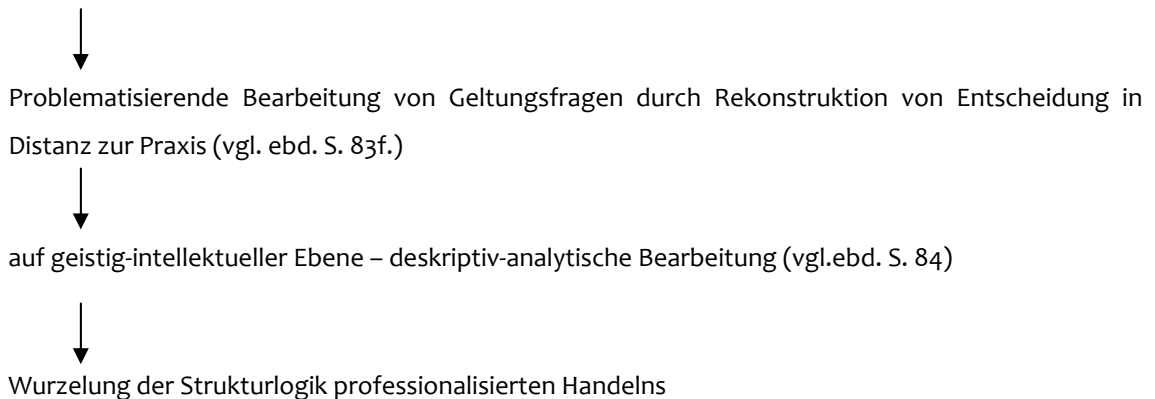 Problematisierende Bearbeitung von Geltungsfragen durch Rekonstruktion von Entscheidung in
Distanz zur Praxis (vgl. ebd. S. 83f.)
auf geistig-intellektueller Ebene – deskriptiv-analytische Bearbeitung (vgl.ebd. S. 84)
Wurzelung der Strukturlogik professionalisierten Handelns